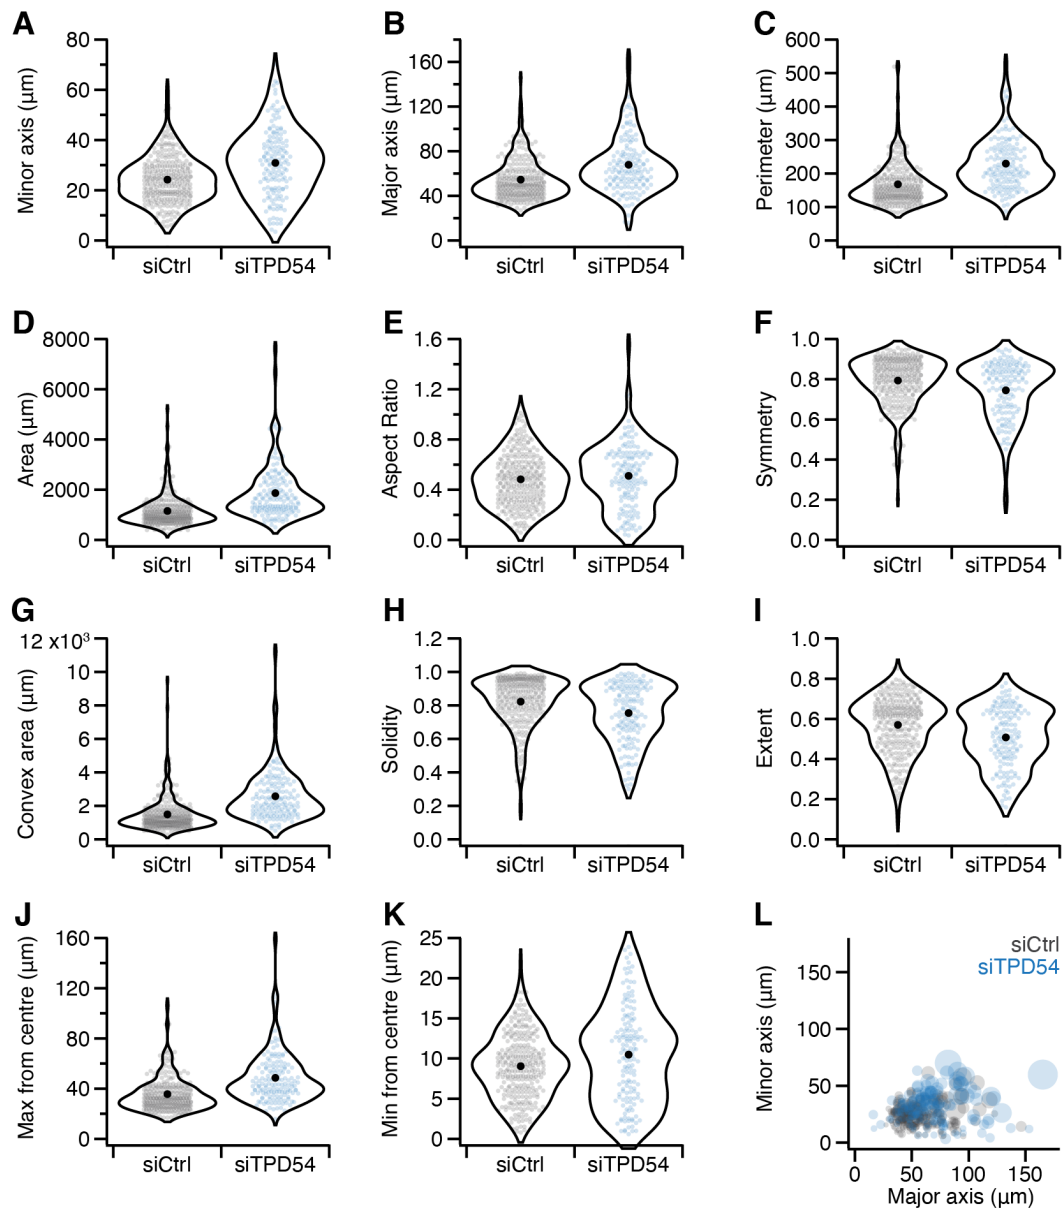 A
Minor axis (μm)
80
60
40
20
0
siCtrl
siTPD54
B
Major axis (μm)
160
120
80
40
0
siCtrl
siTPD54
C
Perimeter (μm)
600
500
400
300
200
100
0
siCtrl
siTPD54
D
Area (μm)
8000
6000
4000
2000
0
siCtrl
siTPD54
E
Aspect Ratio
1.6
1.2
0.8
0.4
0.0
siCtrl
siTPD54
F
Symmetry
1.0
0.8
0.6
0.4
0.2
0.0
siCtrl
siTPD54
G
Convex area (μm)
12 x10³
10
8
6
4
2
0
siCtrl
siTPD54
H
Solidity
1.2
1.0
0.8
0.6
0.4
0.2
0.0
siCtrl
siTPD54
I
Extent
1.0
0.8
0.6
0.4
0.2
0.0
siCtrl
siTPD54
J
Max from centre (μm)
160
120
80
40
0
siCtrl
siTPD54
K
Min from centre (μm)
25
20
15
10
5
0
siCtrl
siTPD54
L
siCtrl
siTPD54
Minor axis (μm)
150
100
50
0
0
50
100
150
Major axis (μm)